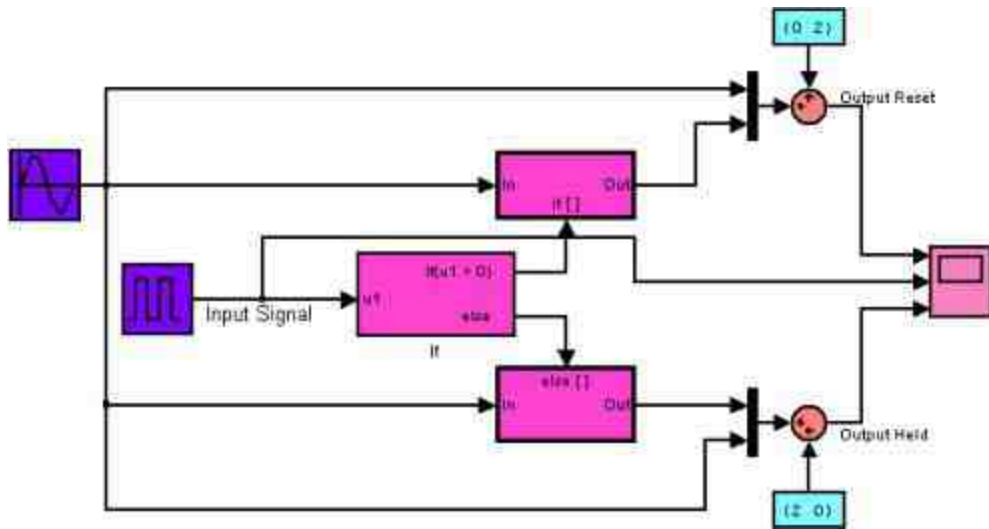 (0 2)
Output Reset
In
Out
if [ ]
if(u1 > 0)
u1
else
Input Signal
If
else [ ]
In
Out
Output Held
(2 0)